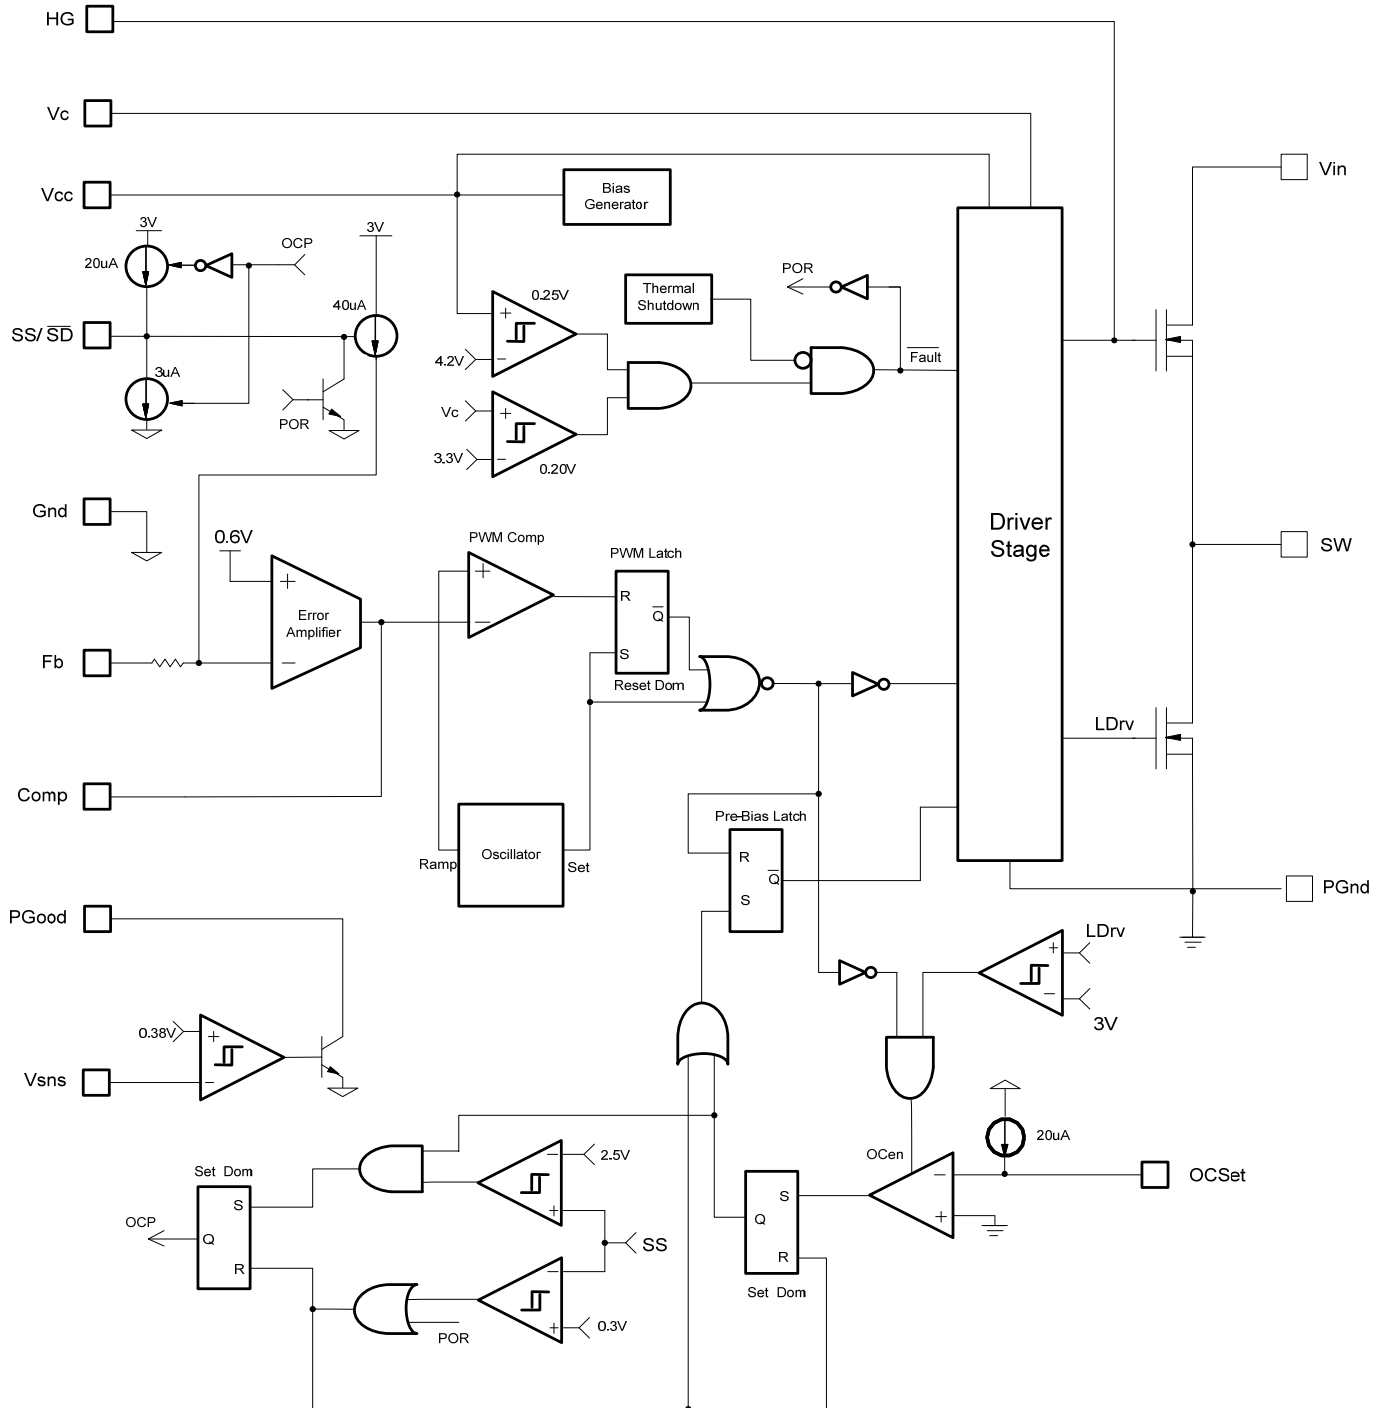 HG
Vc
Vin
Vcc
Bias
Generator
3V
3V
OCP
20uA
POR
Thermal
Shutdown
0.25V
40uA
SS/ S̅D̅
4.2V
F̅a̅u̅l̅t̅
3uA
Vc
POR
3.3V
0.20V
Gnd
0.6V
PWM Comp
PWM Latch
Driver
Stage
SW
+
−
Error
Amplifier
+
−
R
Q̅
S
Reset Dom
Fb
LDrv
Comp
Pre-Bias Latch
Ramp
Oscillator
Set
R
Q̅
S
PGnd
PGood
LDrv
3V
0.38V
Vsns
20uA
OCen
OCSet
2.5V
Set Dom
S
Q
R
OCP
SS
S
Q
R
Set Dom
0.3V
POR